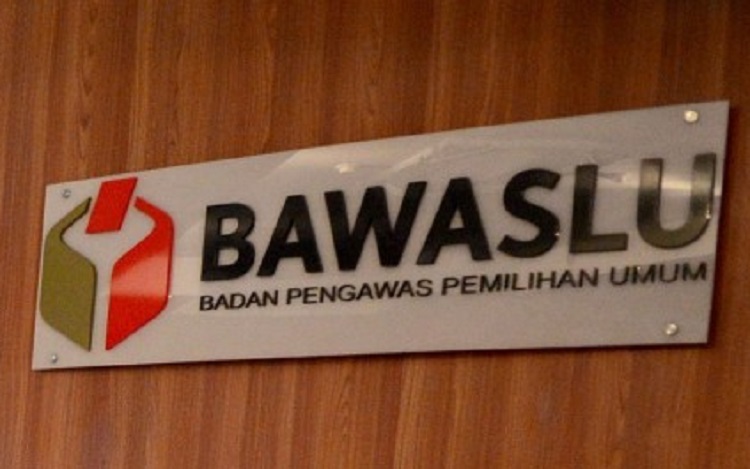 BAWASLU
BADAN PENGAWAS PEMILIHAN UMUM